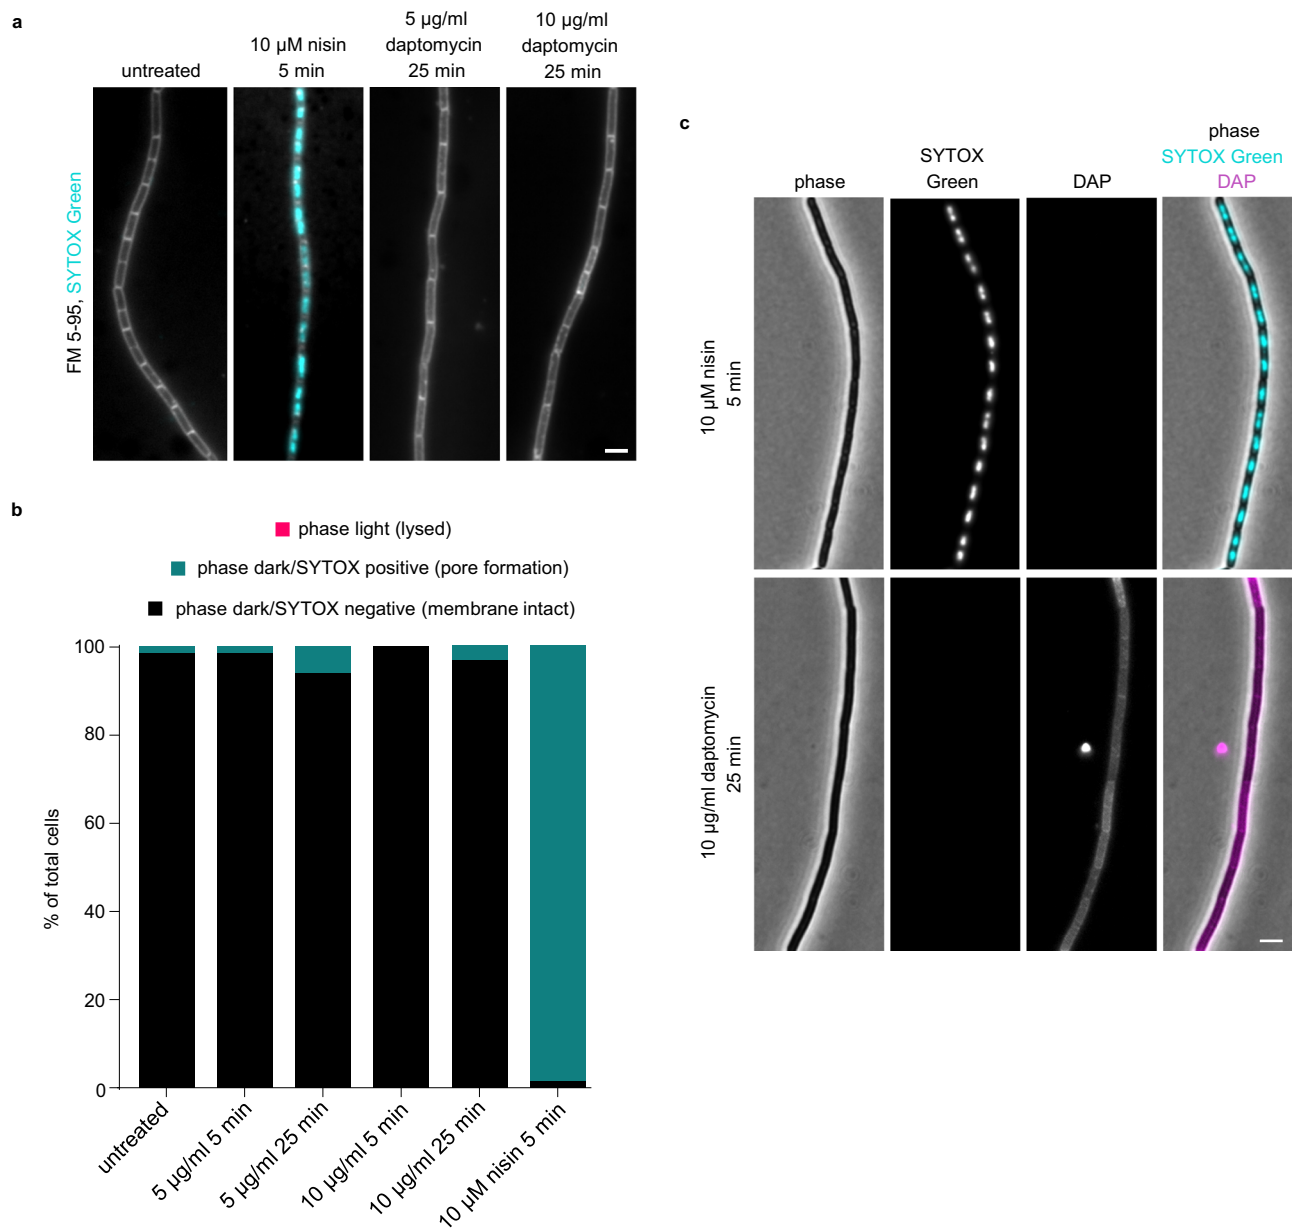 a
untreated
10 µM nisin
5 min
5 µg/ml
daptomycin
25 min
10 µg/ml
daptomycin
25 min
FM 5-95, SYTOX Green
b
phase light (lysed)
phase dark/SYTOX positive (pore formation)
phase dark/SYTOX negative (membrane intact)
% of total cells
100
80
60
40
20
0
untreated
5 µg/ml 5 min
5 µg/ml 25 min
10 µg/ml 5 min
10 µg/ml 25 min
10 µM nisin 5 min
c
phase
SYTOX
Green
DAP
phase
SYTOX Green
DAP
10 µM nisin
5 min
10 µg/ml daptomycin
25 min